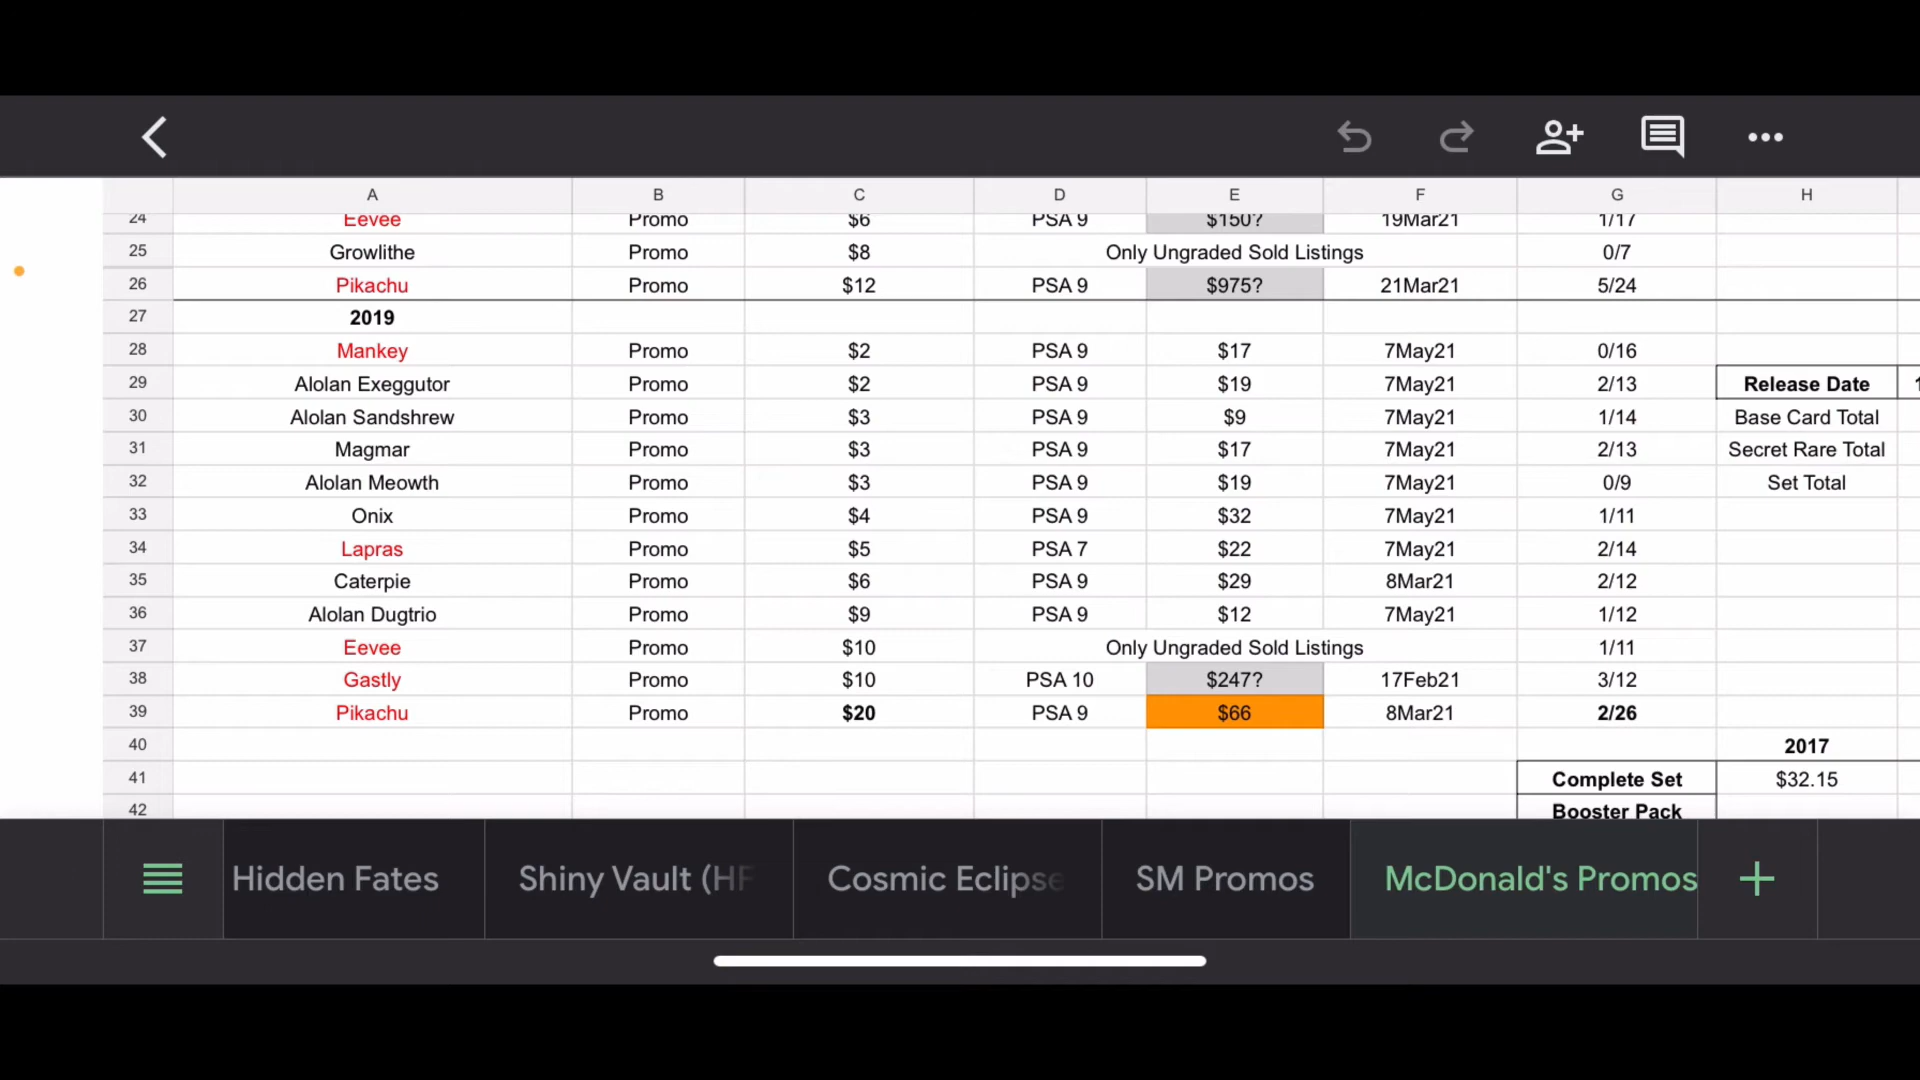 A B C D E F G H
24 Eevee Promo $6 PSA 9 $150? 19Mar21 1/17
25 Growlithe Promo $8 Only Ungraded Sold Listings 0/7
26 Pikachu Promo $12 PSA 9 $975? 21Mar21 5/24
27 2019
28 Mankey Promo $2 PSA 9 $17 7May21 0/16
29 Alolan Exeggutor Promo $2 PSA 9 $19 7May21 2/13 Release Date
30 Alolan Sandshrew Promo $3 PSA 9 $9 7May21 1/14 Base Card Total
31 Magmar Promo $3 PSA 9 $17 7May21 2/13 Secret Rare Total
32 Alolan Meowth Promo $3 PSA 9 $19 7May21 0/9 Set Total
33 Onix Promo $4 PSA 9 $32 7May21 1/11
34 Lapras Promo $5 PSA 7 $22 7May21 2/14
35 Caterpie Promo $6 PSA 9 $29 8Mar21 2/12
36 Alolan Dugtrio Promo $9 PSA 9 $12 7May21 1/12
37 Eevee Promo $10 Only Ungraded Sold Listings 1/11
38 Gastly Promo $10 PSA 10 $247? 17Feb21 3/12
39 Pikachu Promo $20 PSA 9 $66 8Mar21 2/26
40 2017
41 Complete Set $32.15
42 Booster Pack
Hidden Fates Shiny Vault (HF Cosmic Eclipse SM Promos McDonald's Promos